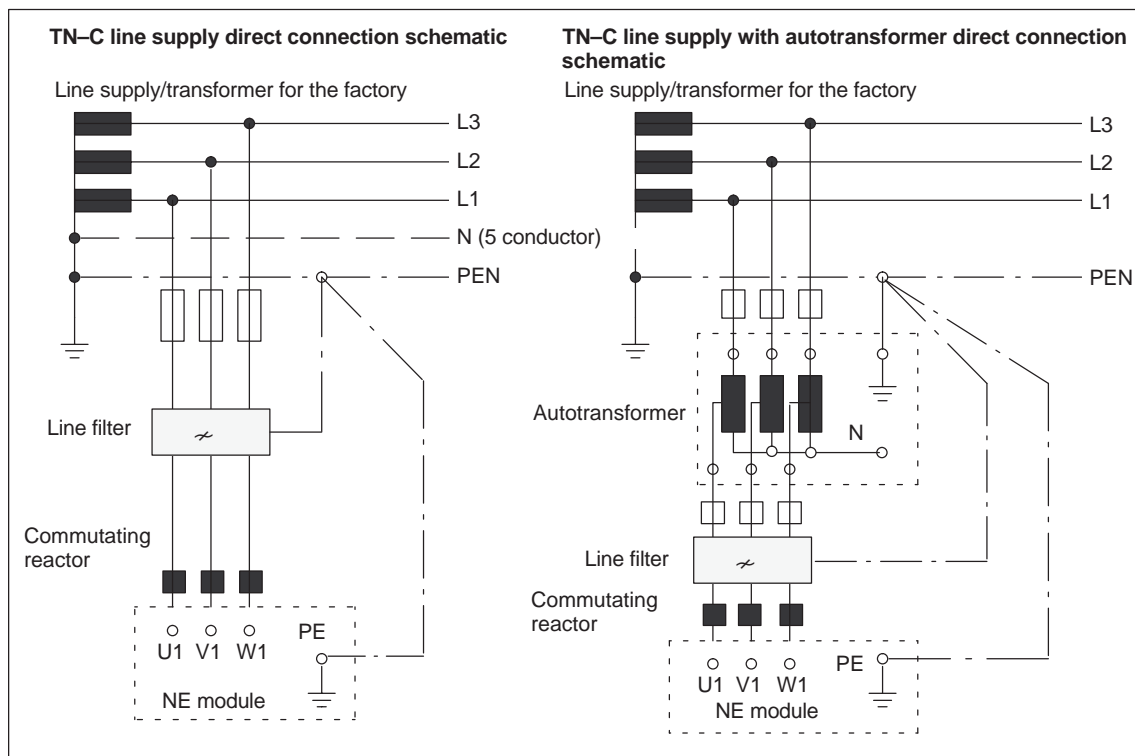 TN–C line supply direct connection schematic
Line supply/transformer for the factory
L3
L2
L1
N (5 conductor)
PEN
Line filter
Commutating
reactor
U1 V1 W1
PE
NE module
TN–C line supply with autotransformer direct connection
schematic
Line supply/transformer for the factory
L3
L2
L1
PEN
Autotransformer
N
Line filter
Commutating
reactor
U1 V1 W1
PE
NE module